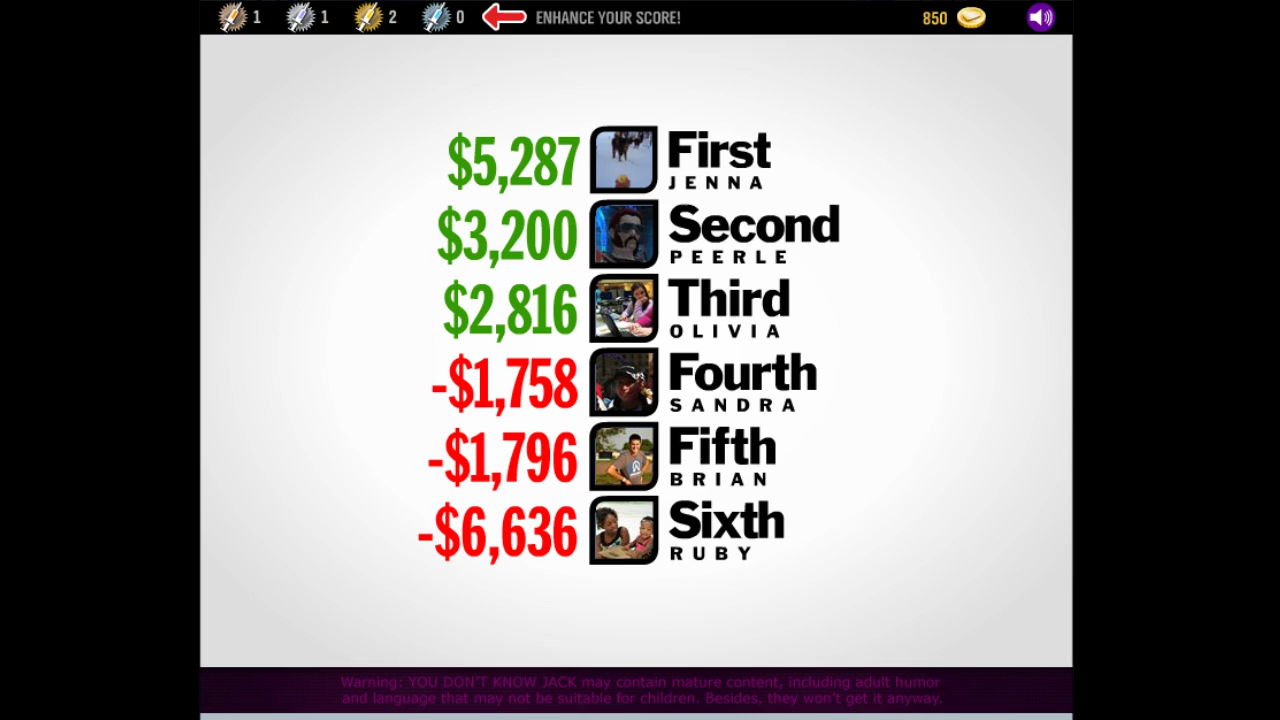 1 1 2 0 ENHANCE YOUR SCORE! 850
$5,287 First
JENNA
$3,200 Second
PEERLE
$2,816 Third
OLIVIA
-$1,758 Fourth
SANDRA
-$1,796 Fifth
BRIAN
-$6,636 Sixth
RUBY
Warning: YOU DON'T KNOW JACK may contain mature content, including adult humor
and language that may not be suitable for children. Besides, they won't get it anyway.